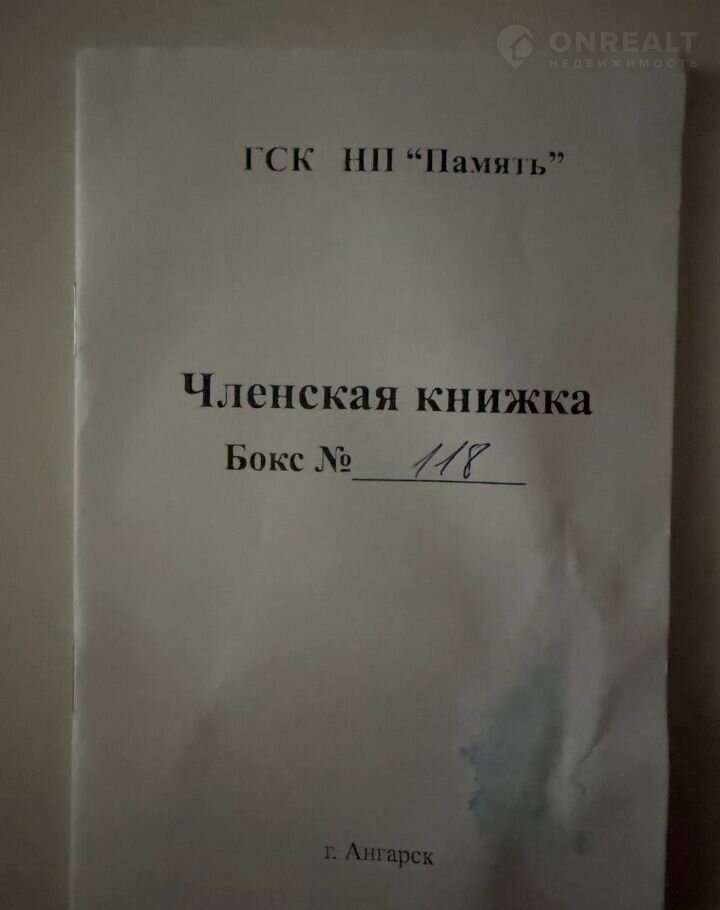 ONREALT
НЕДВИЖИМОСТЬ
ГСК НП “Память”
Членская книжка
Бокс № 118
г. Ангарск